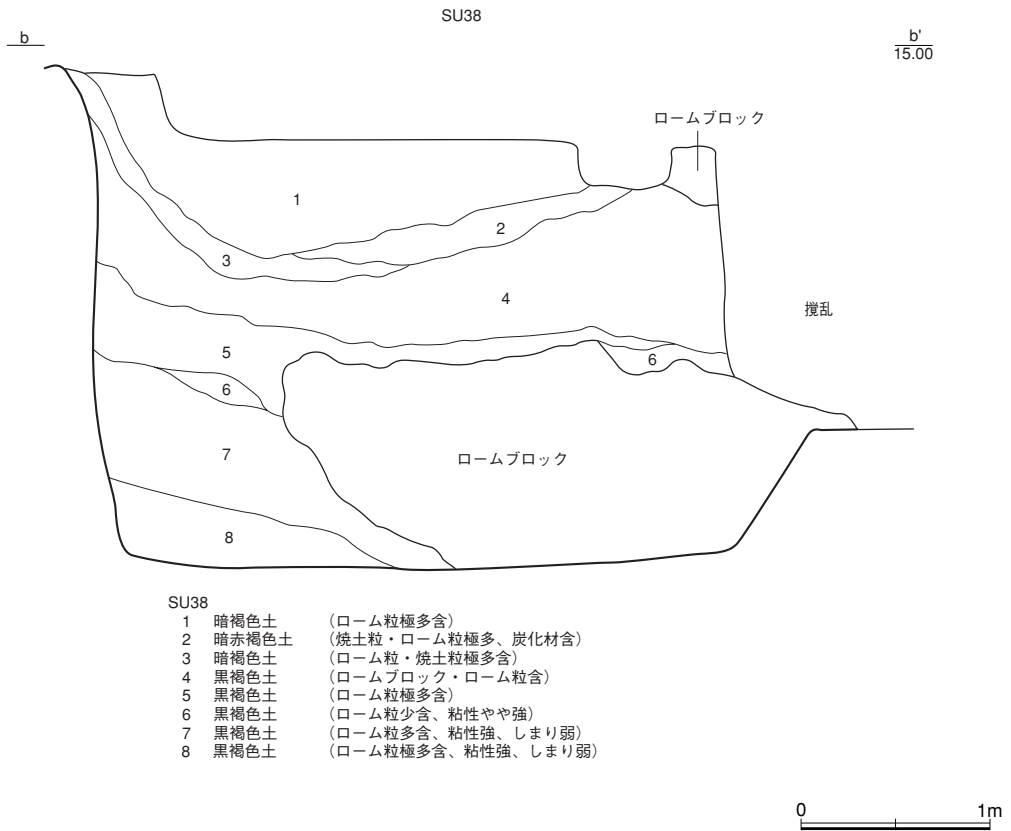 SU38
b
b'
15.00
ロームブロック
1
2
3
4
撹乱
5
6
6
7
ロームブロック
8
SU38
1 暗褐色土 （ローム粒極多含）
2 暗赤褐色土 （焼土粒・ローム粒極多、炭化材含）
3 暗褐色土 （ローム粒・焼土粒極多含）
4 黒褐色土 （ロームブロック・ローム粒含）
5 黒褐色土 （ローム粒極多含）
6 黒褐色土 （ローム粒少含、粘性やや強）
7 黒褐色土 （ローム粒多含、粘性強、しまり弱）
8 黒褐色土 （ローム粒極多含、粘性強、しまり弱）
0 1m